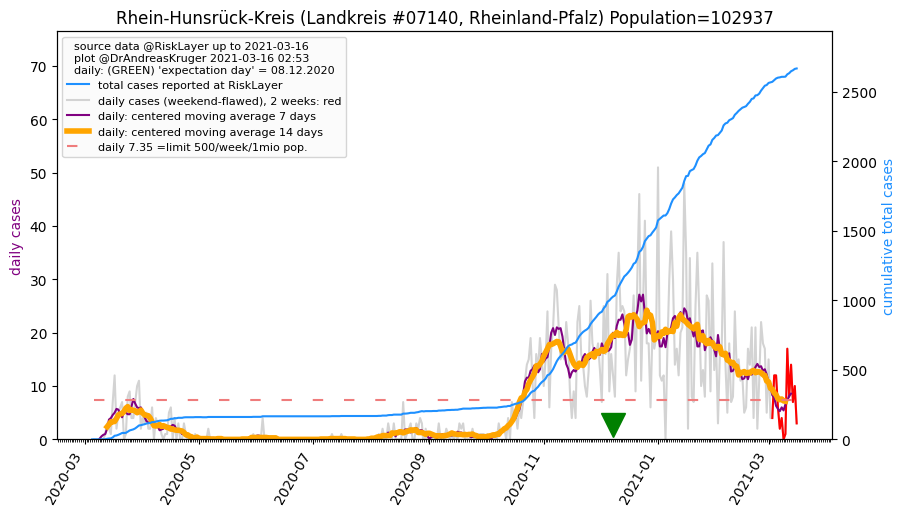 Rhein-Hunsrück-Kreis (Landkreis #07140, Rheinland-Pfalz) Population=102937
source data @RiskLayer up to 2021-03-16
plot @DrAndreasKruger 2021-03-16 02:53
daily: (GREEN) 'expectation day' = 08.12.2020
total cases reported at RiskLayer
daily cases (weekend-flawed), 2 weeks: red
daily: centered moving average 7 days
daily: centered moving average 14 days
daily 7.35 =limit 500/week/1mio pop.
daily cases
70
60
50
40
30
20
10
0
cumulative total cases
2500
2000
1500
1000
500
0
2020-03
2020-05
2020-07
2020-09
2020-11
2021-01
2021-03